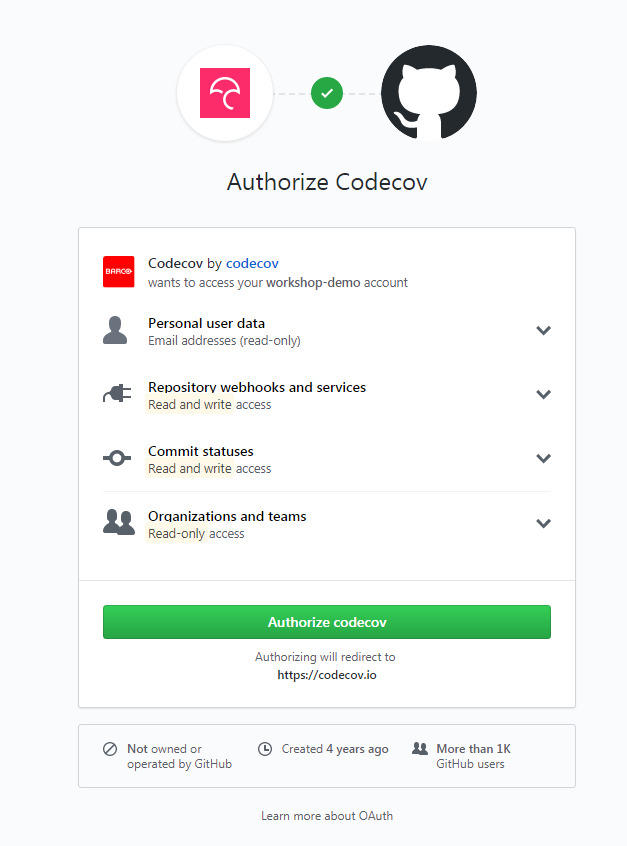 Authorize Codecov
BARCO
Codecov by codecov
wants to access your workshop-demo account
Personal user data
Email addresses (read-only)
Repository webhooks and services
Read and write access
Commit statuses
Read and write access
Organizations and teams
Read-only access
Authorize codecov
Authorizing will redirect to
https://codecov.io
Not owned or
operated by GitHub
Created 4 years ago
More than 1K
GitHub users
Learn more about OAuth